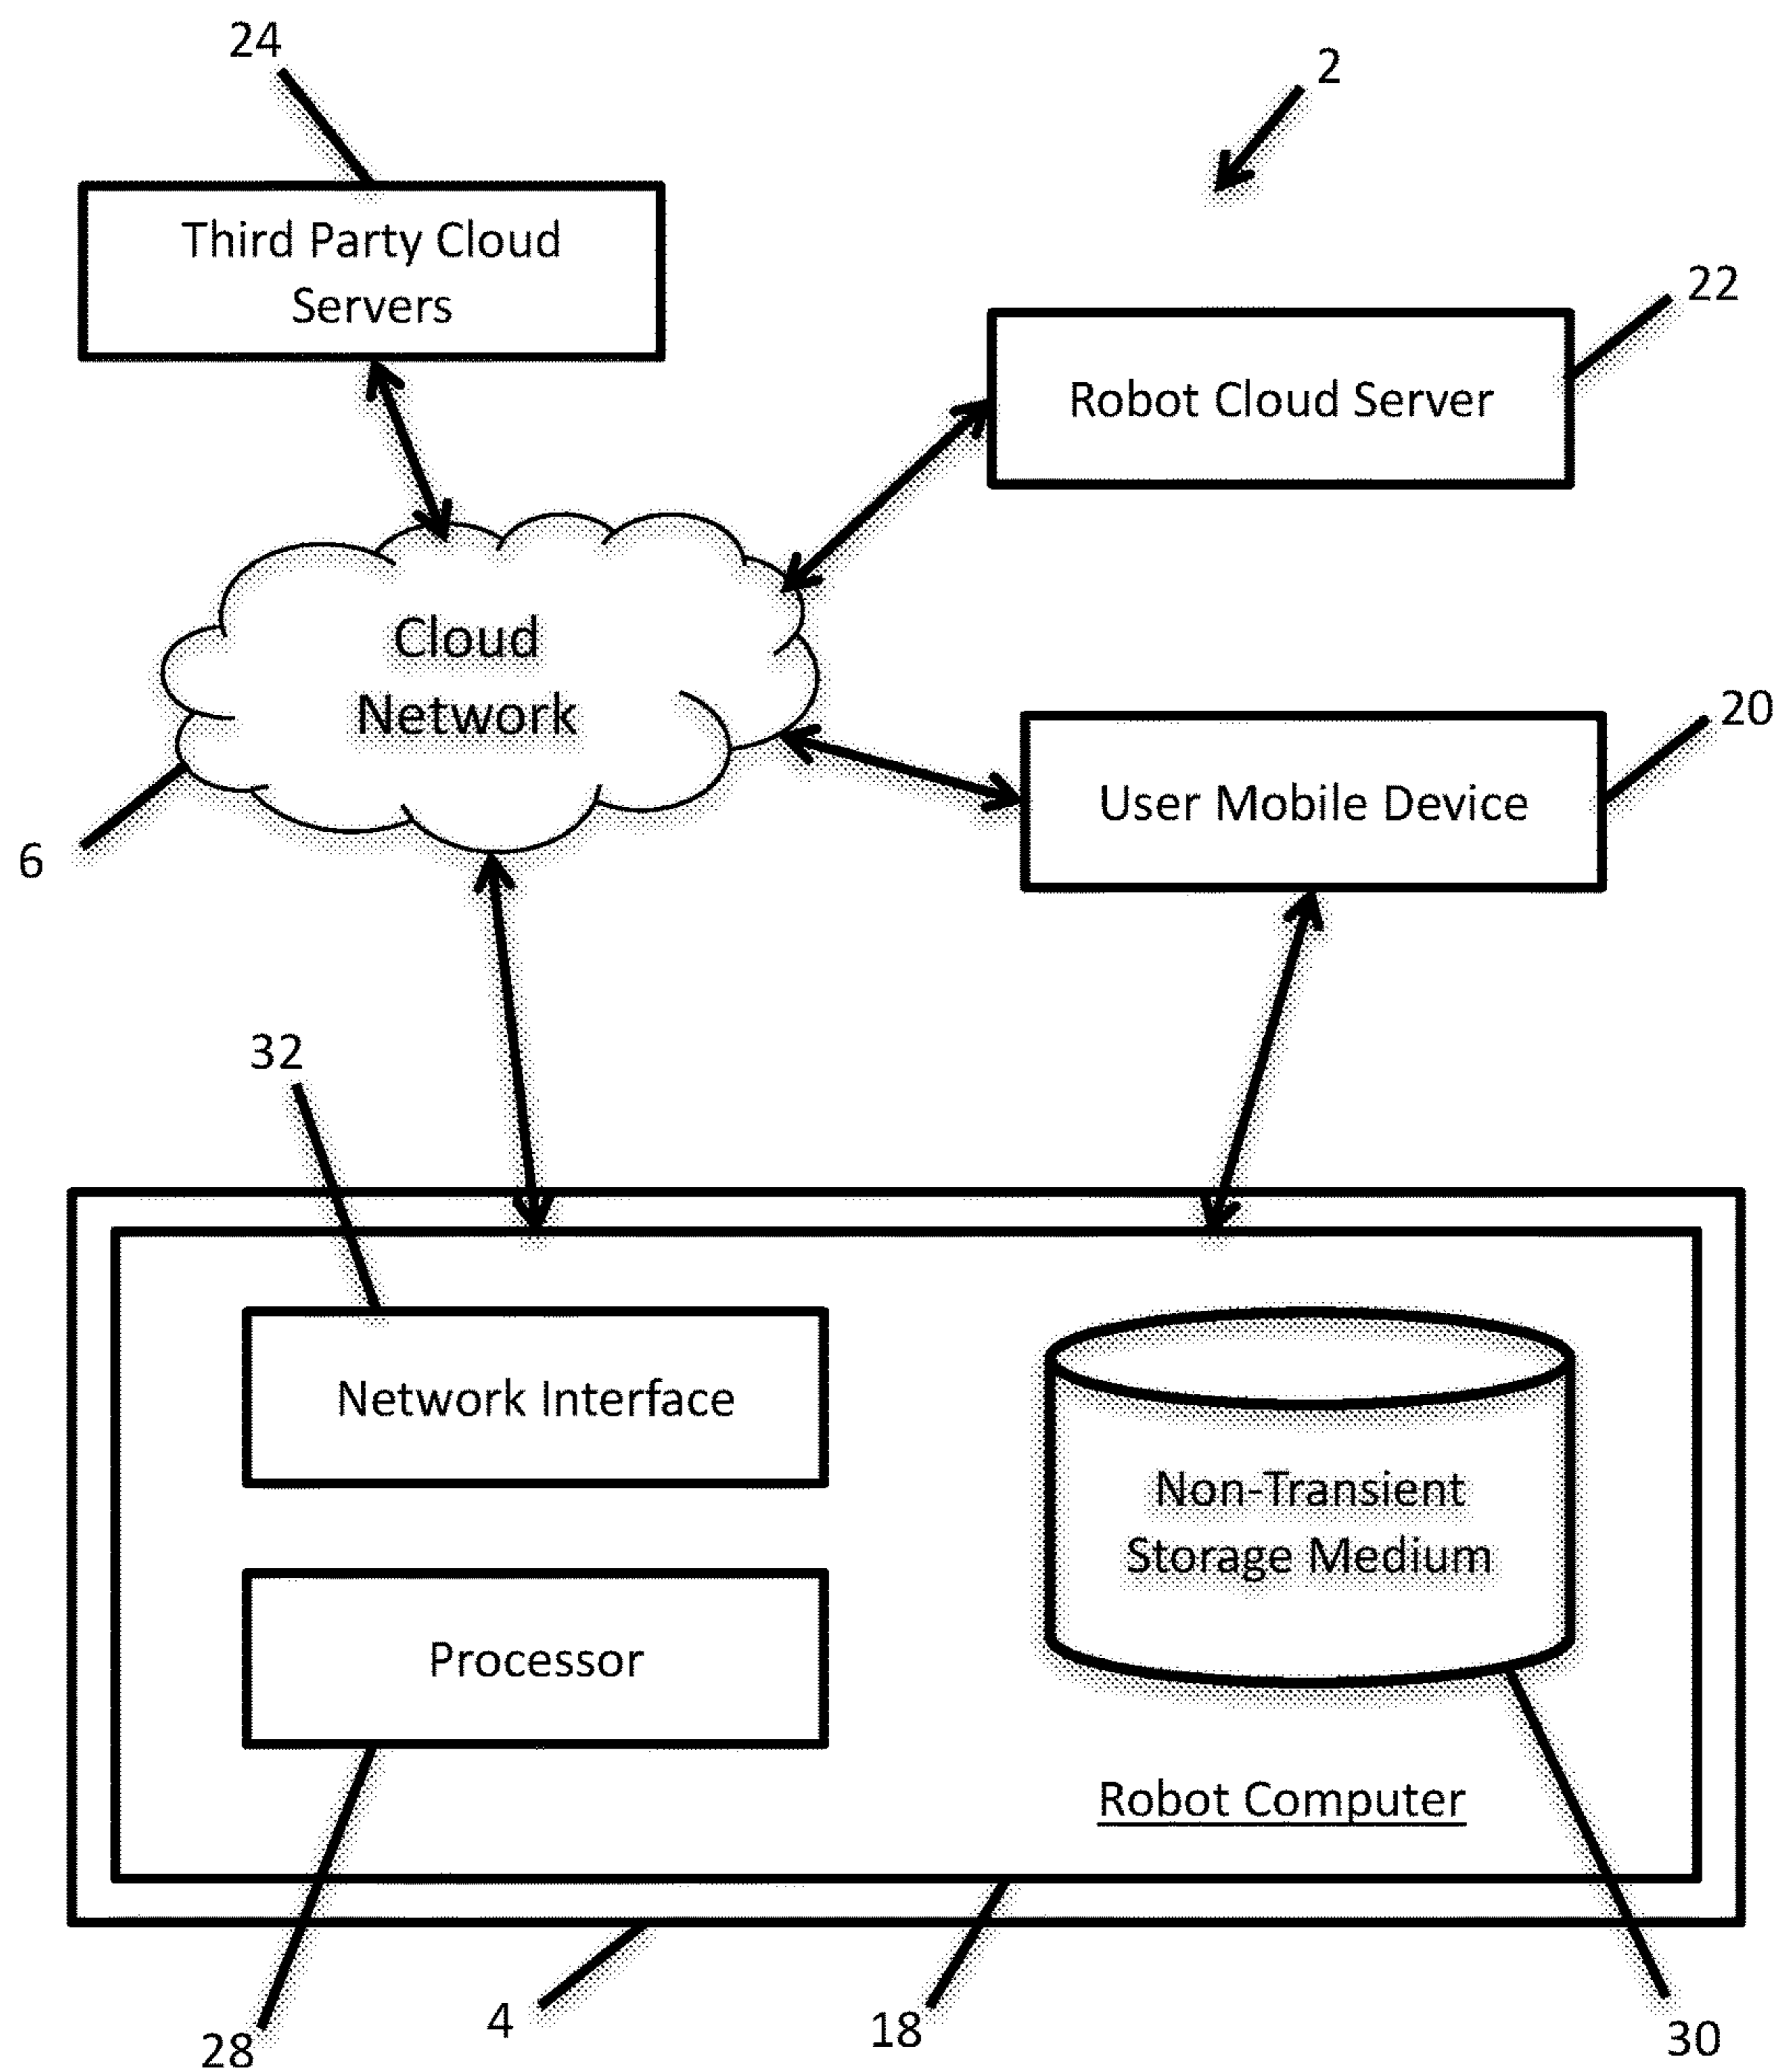 24
2
Third Party Cloud
Servers
22
Robot Cloud Server
Cloud
Network
20
User Mobile Device
6
32
Network Interface
Non-Transient
Storage Medium
Processor
Robot Computer
28
4
18
30